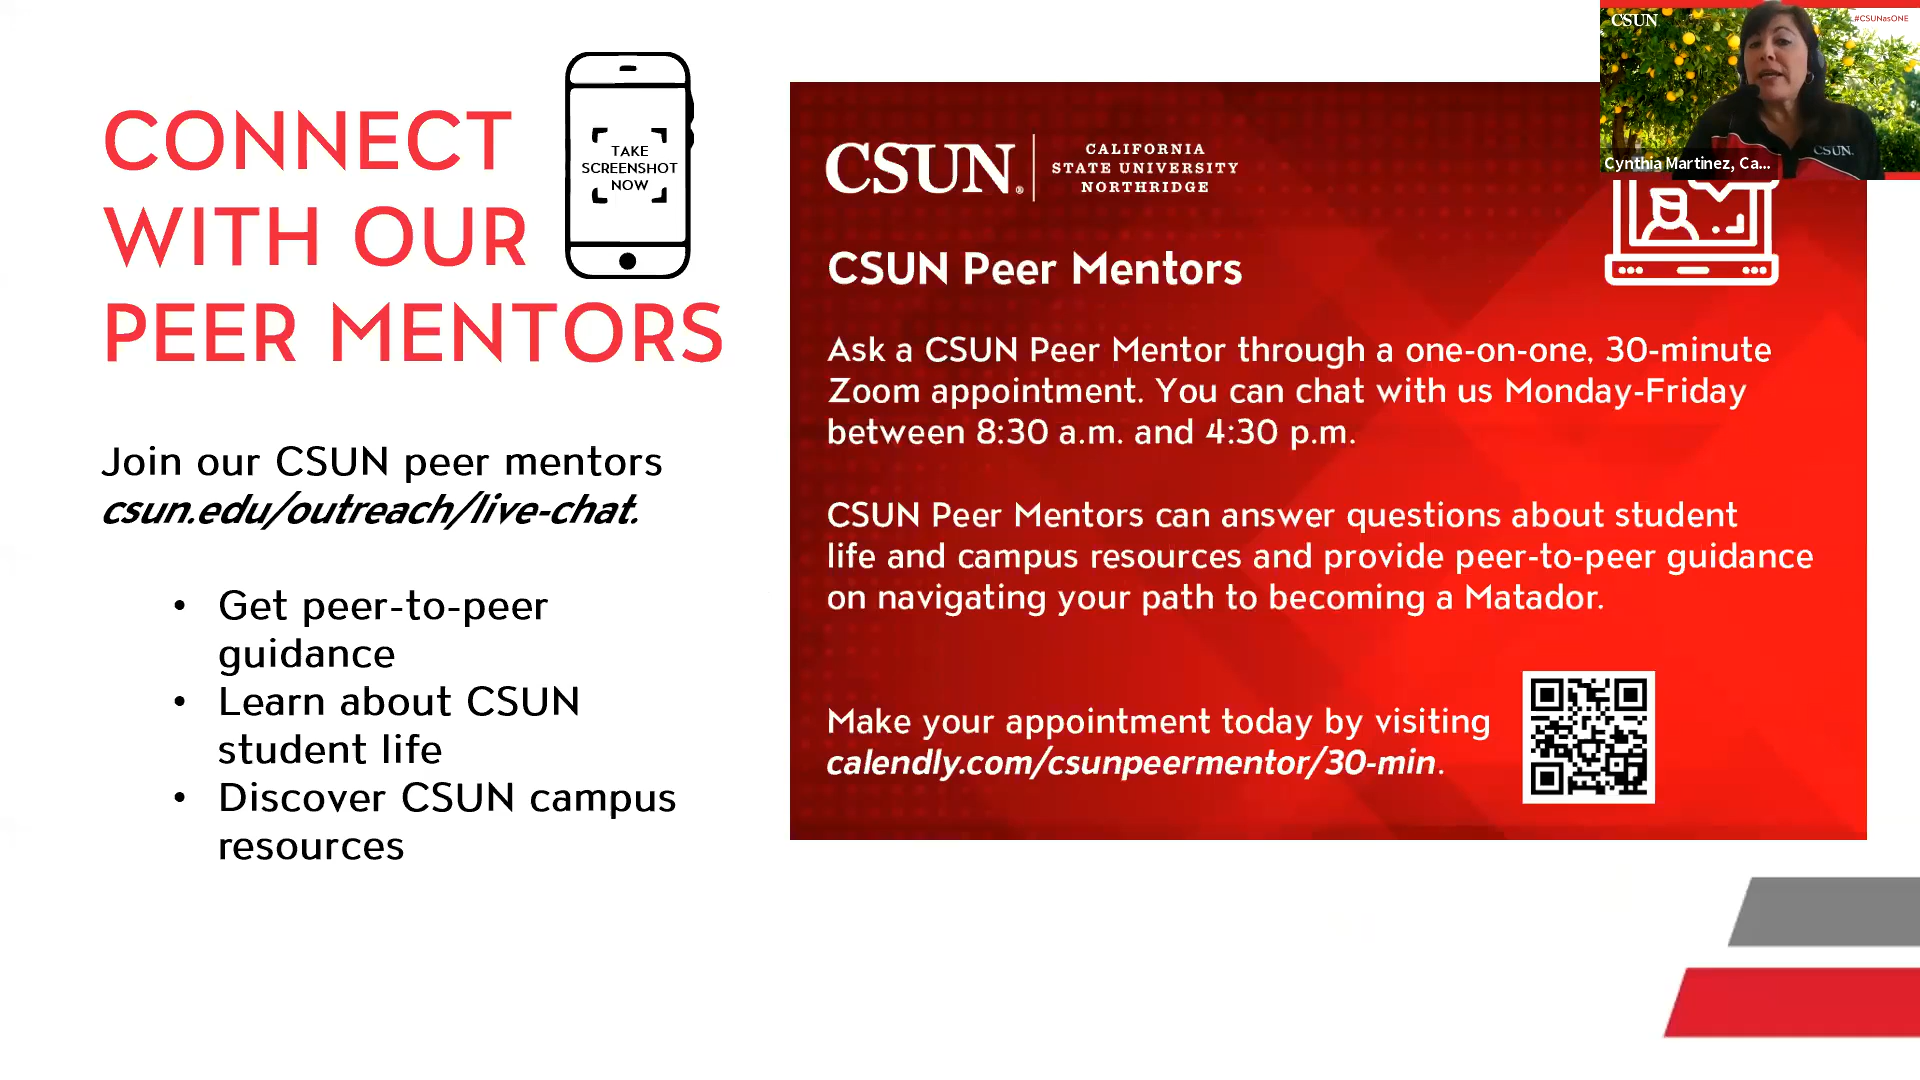 CONNECT
WITH OUR
PEER MENTORS
TAKE
SCREENSHOT
NOW
Join our CSUN peer mentors
csun.edu/outreach/live-chat.
• Get peer-to-peer
guidance
• Learn about CSUN
student life
• Discover CSUN campus
resources
CSUN®
CALIFORNIA
STATE UNIVERSITY
NORTHRIDGE
CSUN Peer Mentors
Ask a CSUN Peer Mentor through a one-on-one, 30-minute
Zoom appointment. You can chat with us Monday-Friday
between 8:30 a.m. and 4:30 p.m.
CSUN Peer Mentors can answer questions about student
life and campus resources and provide peer-to-peer guidance
on navigating your path to becoming a Matador.
Make your appointment today by visiting
calendly.com/csunpeermentor/30-min.
CSUN
#CSUNasONE
CSUN.
Cynthia Martinez, Ca...